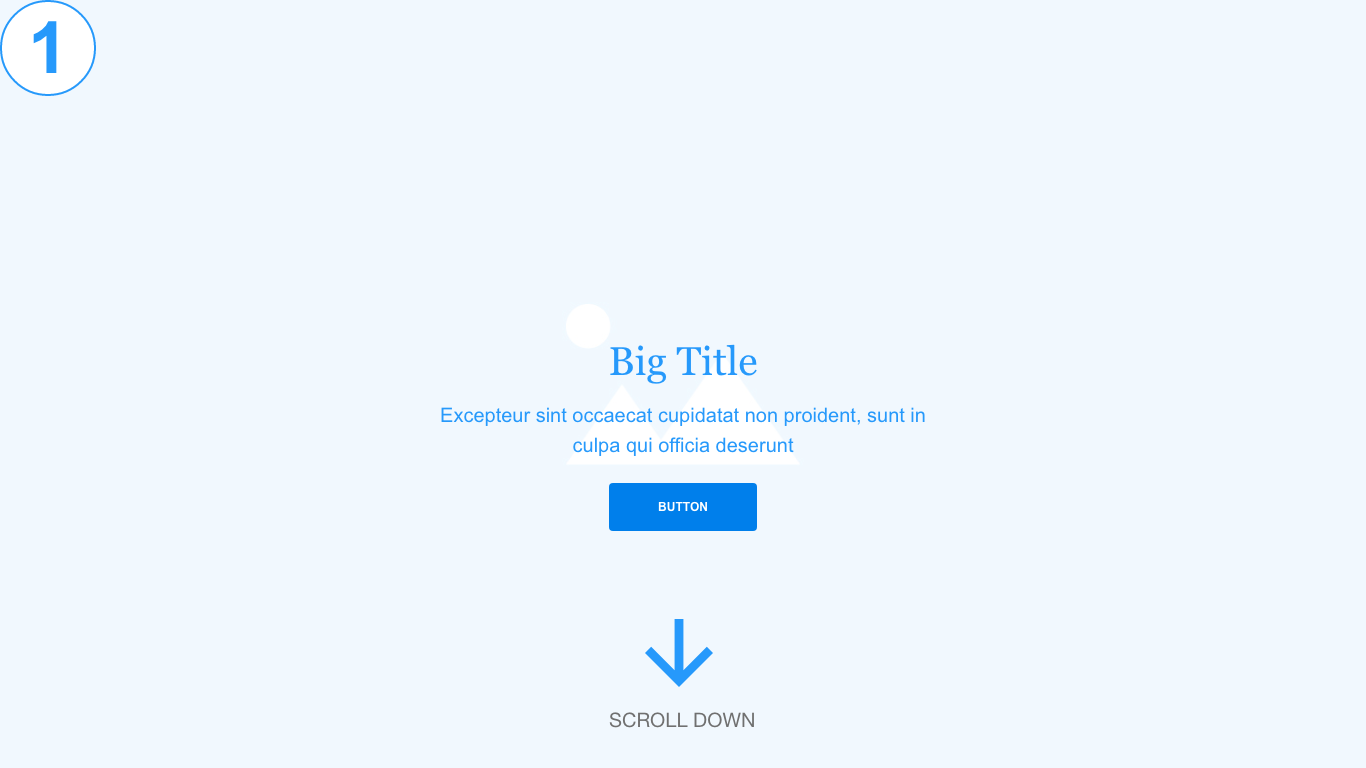 1
Big Title
Excepteur sint occaecat cupidatat non proident, sunt in
culpa qui officia deserunt
BUTTON
SCROLL DOWN